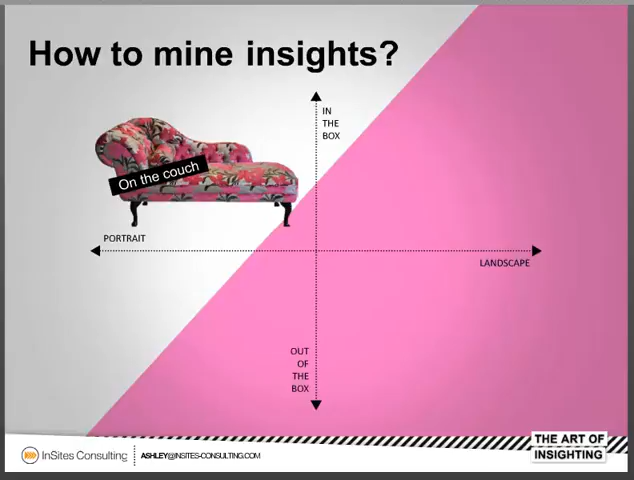 How to mine insights?
IN
THE
BOX
On the couch
PORTRAIT
LANDSCAPE
OUT
OF
THE
BOX
InSites Consulting
ASHLEY@INSITES-CONSULTING.COM
THE ART OF
INSIGHTING